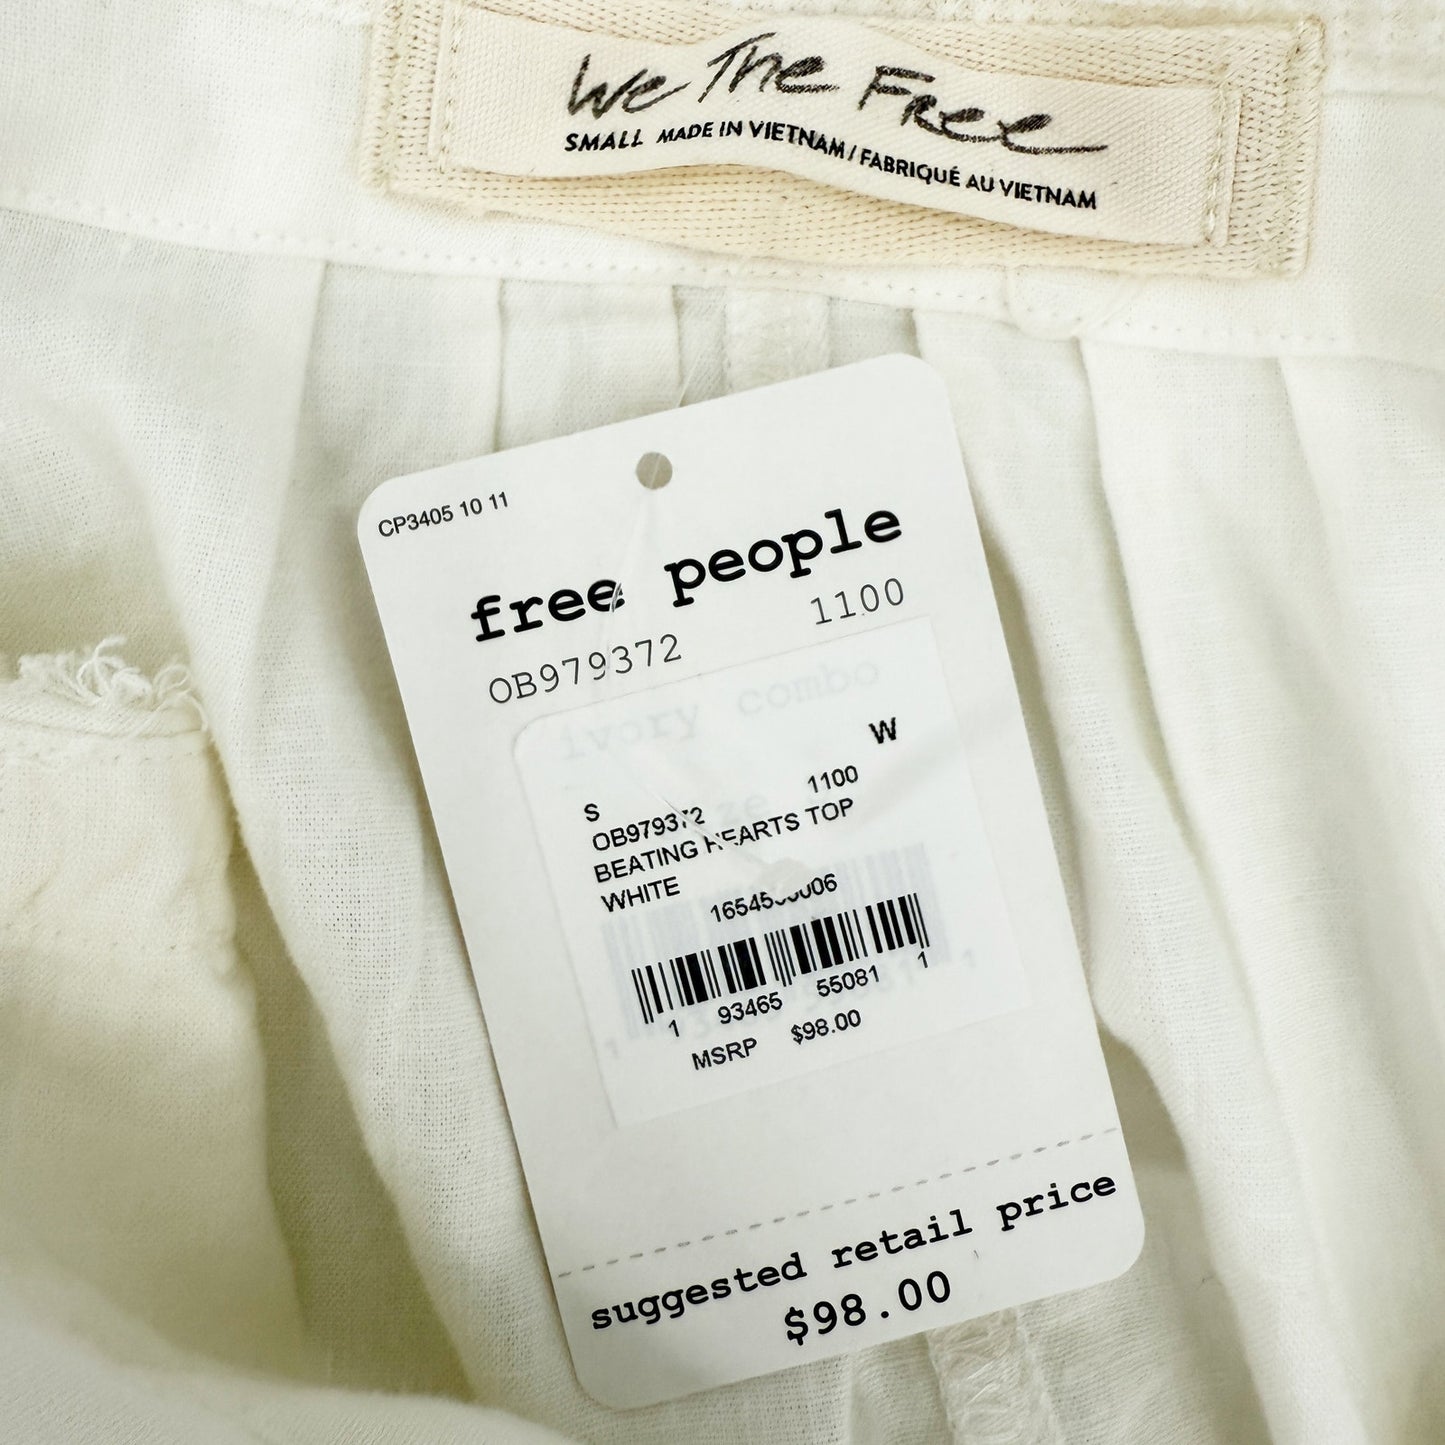 We The Free
SMALL MADE IN VIETNAM / FABRIQUÉ AU VIETNAM
CP3405 10 11
free people
OB979372 1100
ivory combo
W
S
OB979372 1100
BEATING HEARTS TOP
WHITE
1 93465 55081 1
MSRP $98.00
suggested retail price
$98.00